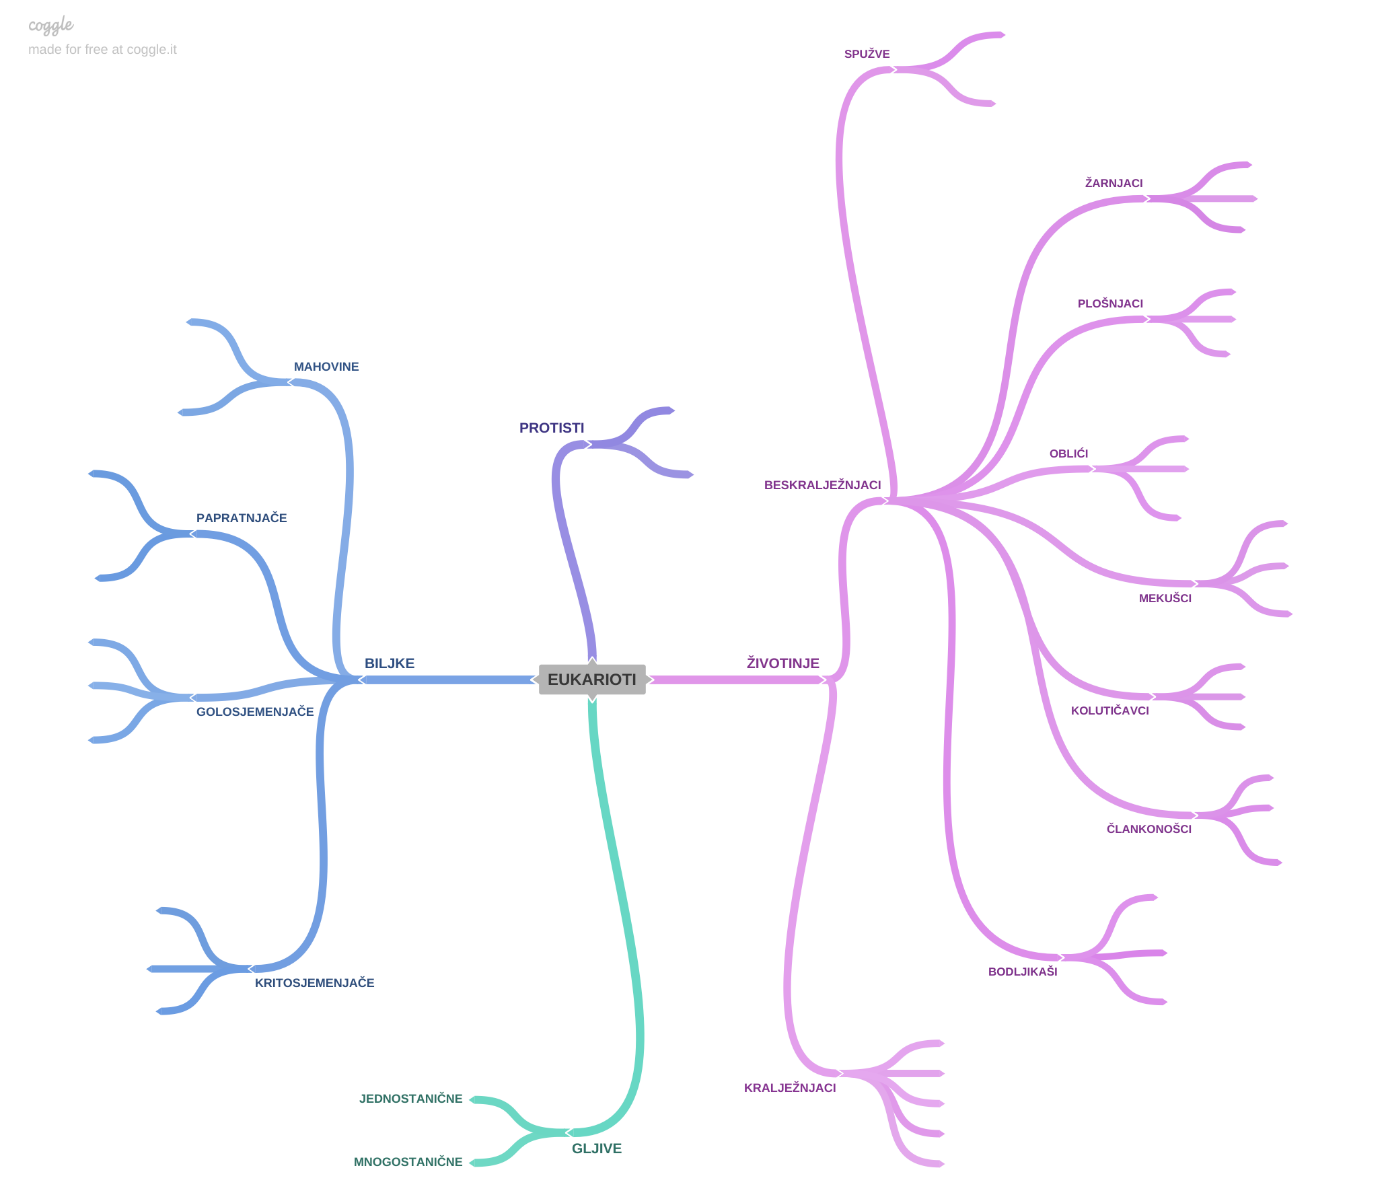 coggle
made for free at coggle.it
SPUŽVE
ŽARNJACI
PLOŠNJACI
MAHOVINE
PROTISTI
OBLIĆI
BESKRALJEŽNJACI
PAPRATNJAČE
MEKUŠCI
BILJKE
ŽIVOTINJE
EUKARIOTI
GOLOSJEMENJAČE
KOLUTIČAVCI
ČLANKONOŠCI
BODLJIKAŠI
KRITOSJEMENJAČE
KRALJEŽNJACI
JEDNOSTANIČNE
GLJIVE
MNOGOSTANIČNE